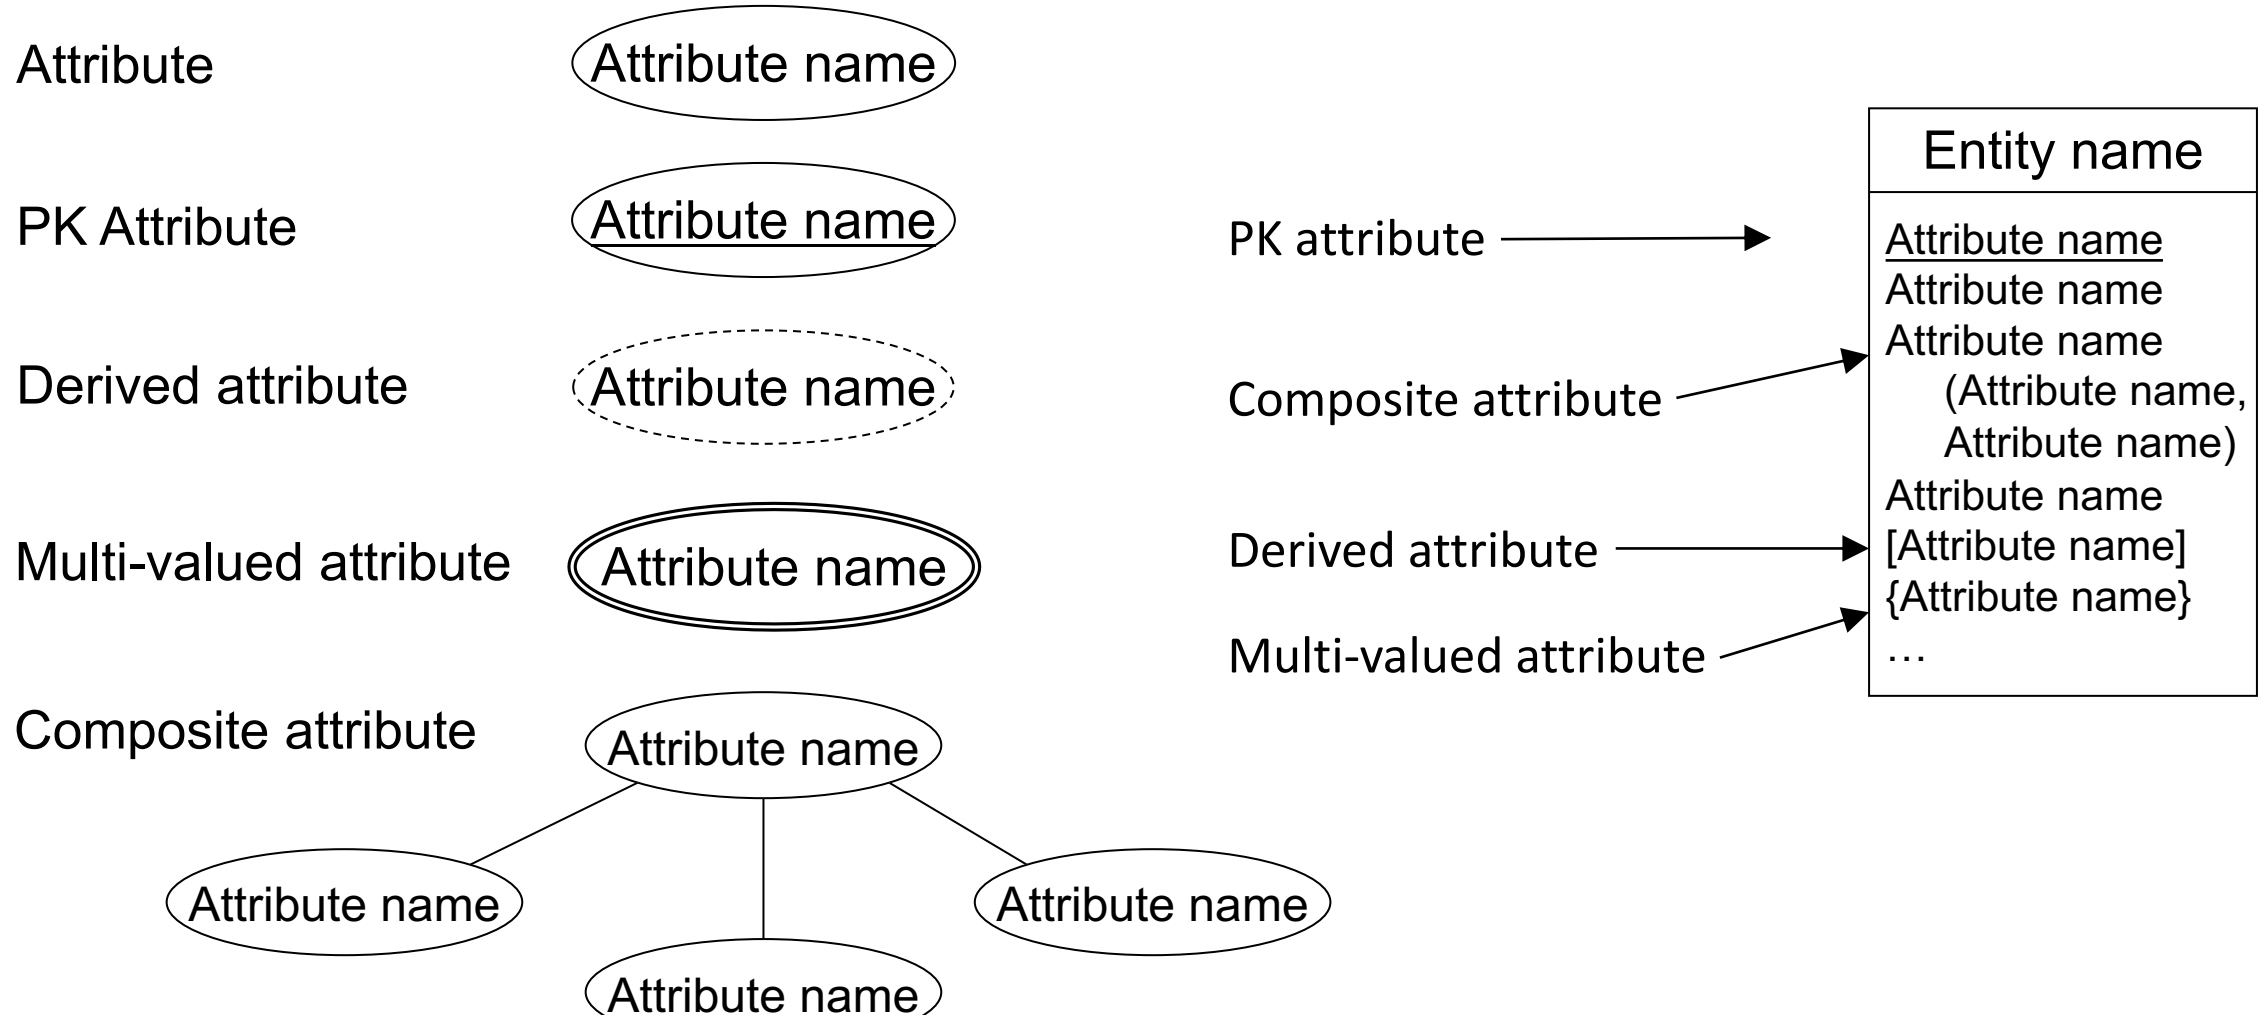 Attribute
Attribute name
PK Attribute
Attribute name
Derived attribute
Attribute name
Multi-valued attribute
Attribute name
Composite attribute
Attribute name
Attribute name
Attribute name
Attribute name
PK attribute
Composite attribute
Derived attribute
Multi-valued attribute
Entity name
Attribute name
Attribute name
Attribute name
(Attribute name,
Attribute name)
Attribute name
[Attribute name]
{Attribute name}
…